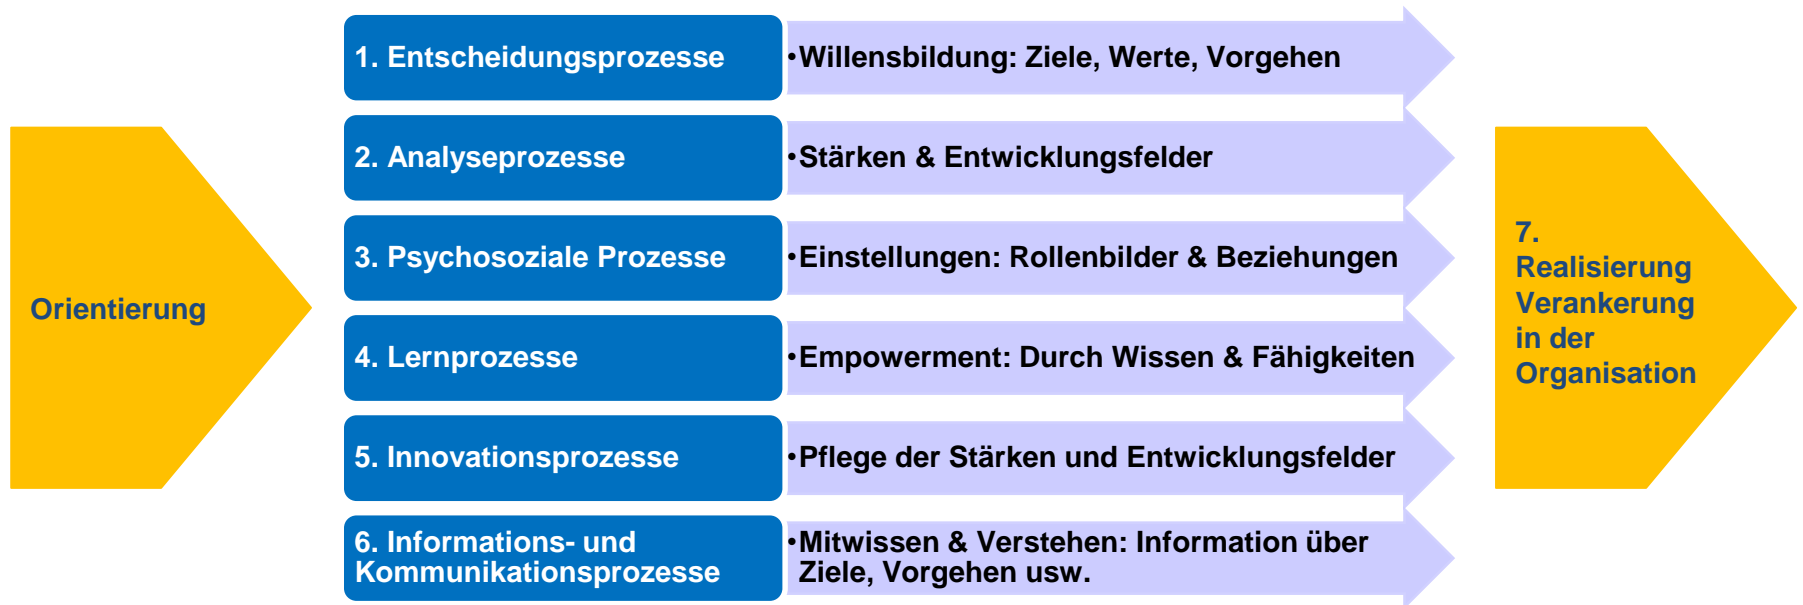 Orientierung
1. Entscheidungsprozesse
•Willensbildung: Ziele, Werte, Vorgehen
2. Analyseprozesse
•Stärken & Entwicklungsfelder
3. Psychosoziale Prozesse
•Einstellungen: Rollenbilder & Beziehungen
4. Lernprozesse
•Empowerment: Durch Wissen & Fähigkeiten
5. Innovationsprozesse
•Pflege der Stärken und Entwicklungsfelder
6. Informations- und
Kommunikationsprozesse
•Mitwissen & Verstehen: Information über
Ziele, Vorgehen usw.
7.
Realisierung
Verankerung
in der
Organisation